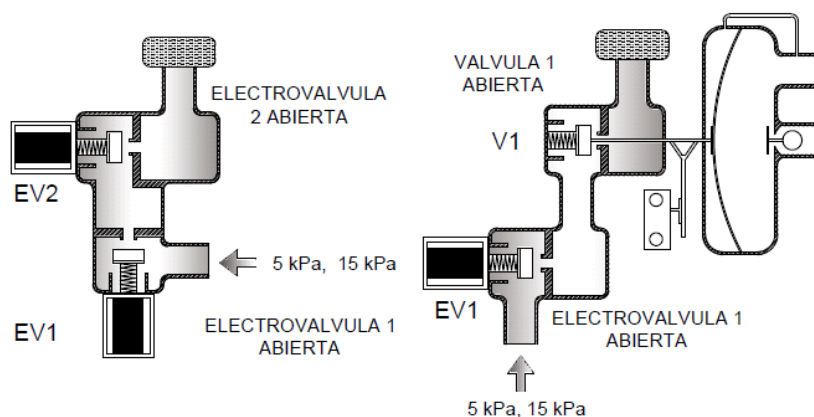 ELECTROVALVULA
2 ABIERTA
EV2
5 kPa, 15 kPa
EV1
ELECTROVALVULA 1
ABIERTA
VALVULA 1
ABIERTA
V1
EV1
ELECTROVALVULA 1
ABIERTA
5 kPa, 15 kPa